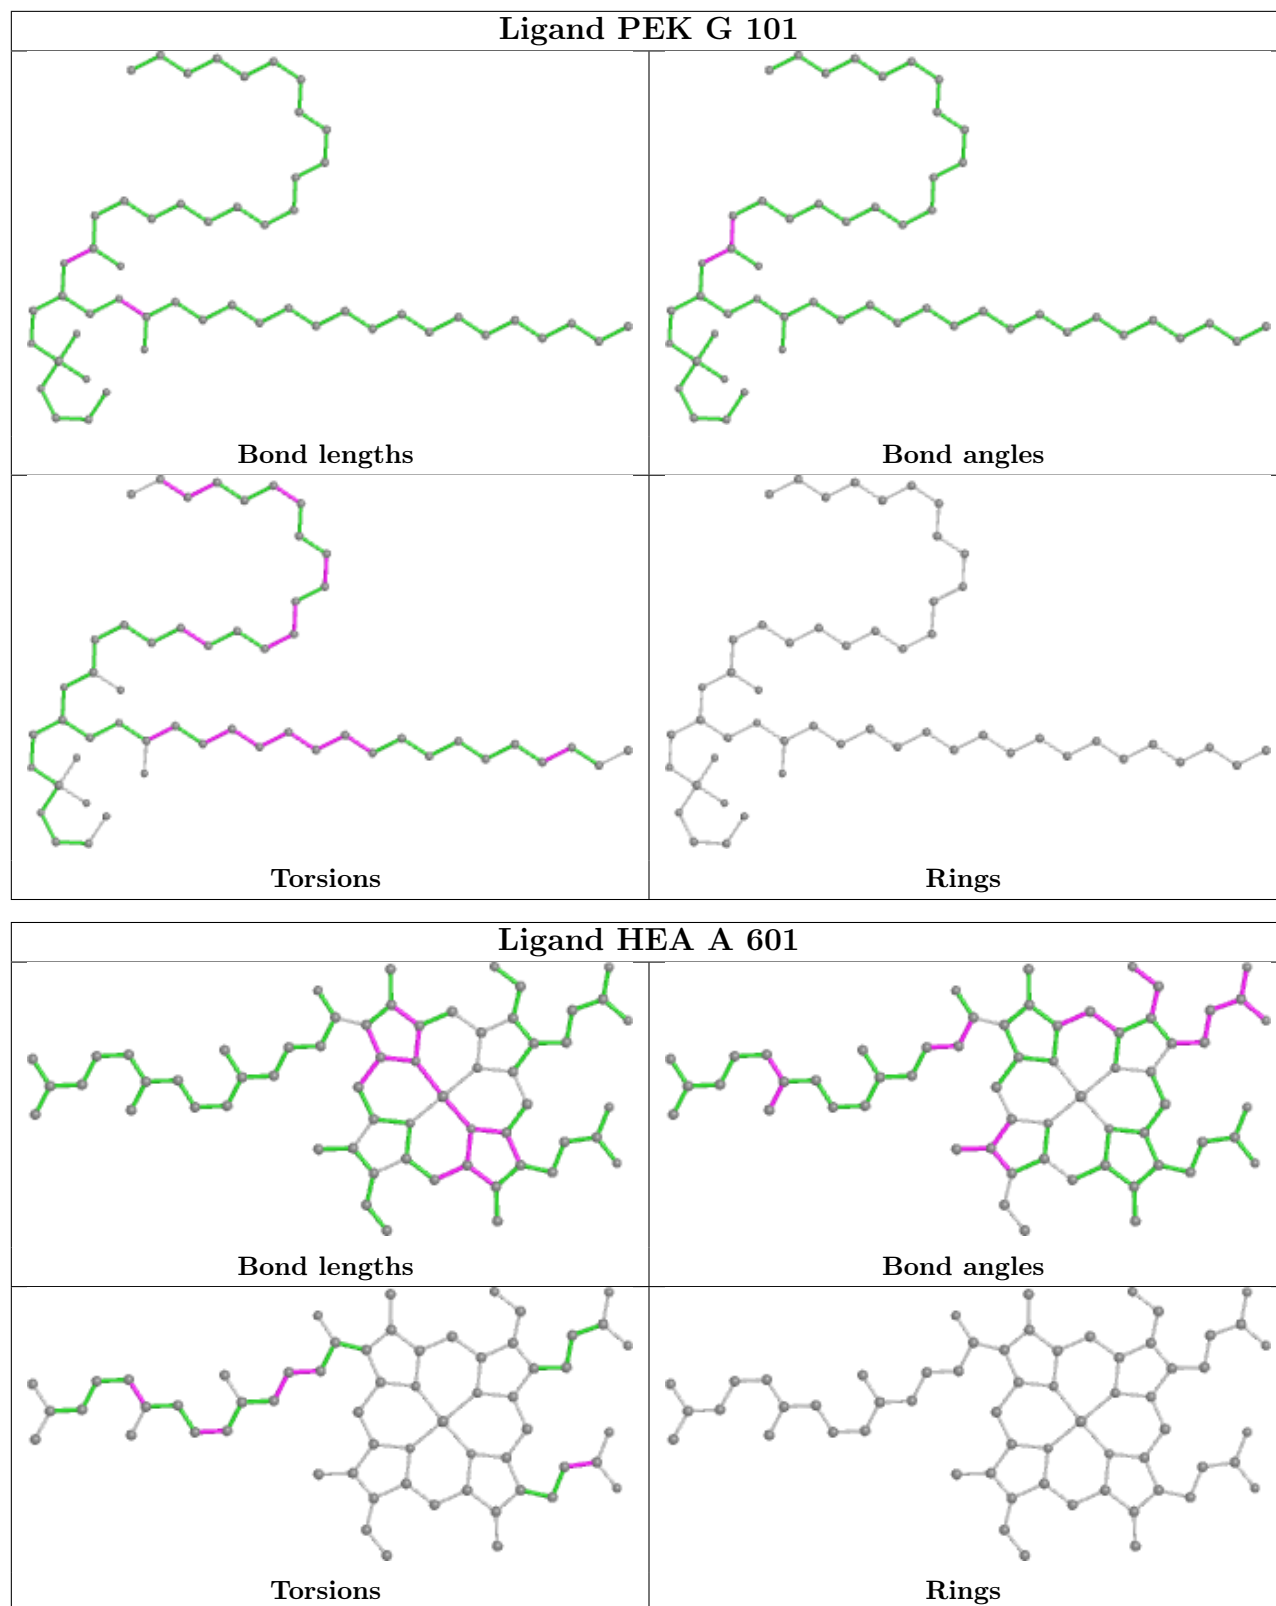 Ligand PEK G 101
Bond lengths
Bond angles
Torsions
Rings
Ligand HEA A 601
Bond lengths
Bond angles
Torsions
Rings